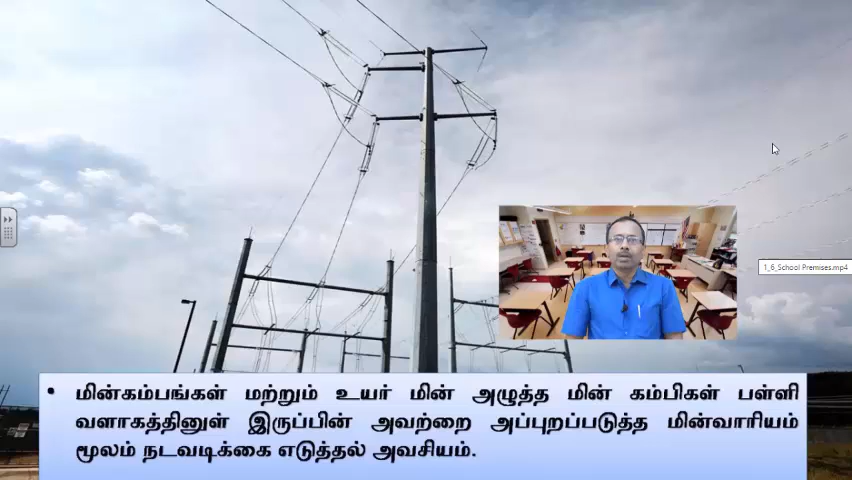 1_6_School Premises.mp4
• மின்கம்பங்கள் மற்றும் உயர் மின் அழுத்த மின் கம்பிகள் பள்ளி
வளாகத்தினுள் இருப்பின் அவற்றை அப்புறப்படுத்த மின்வாரியம்
மூலம் நடவடிக்கை எடுத்தல் அவசியம்.